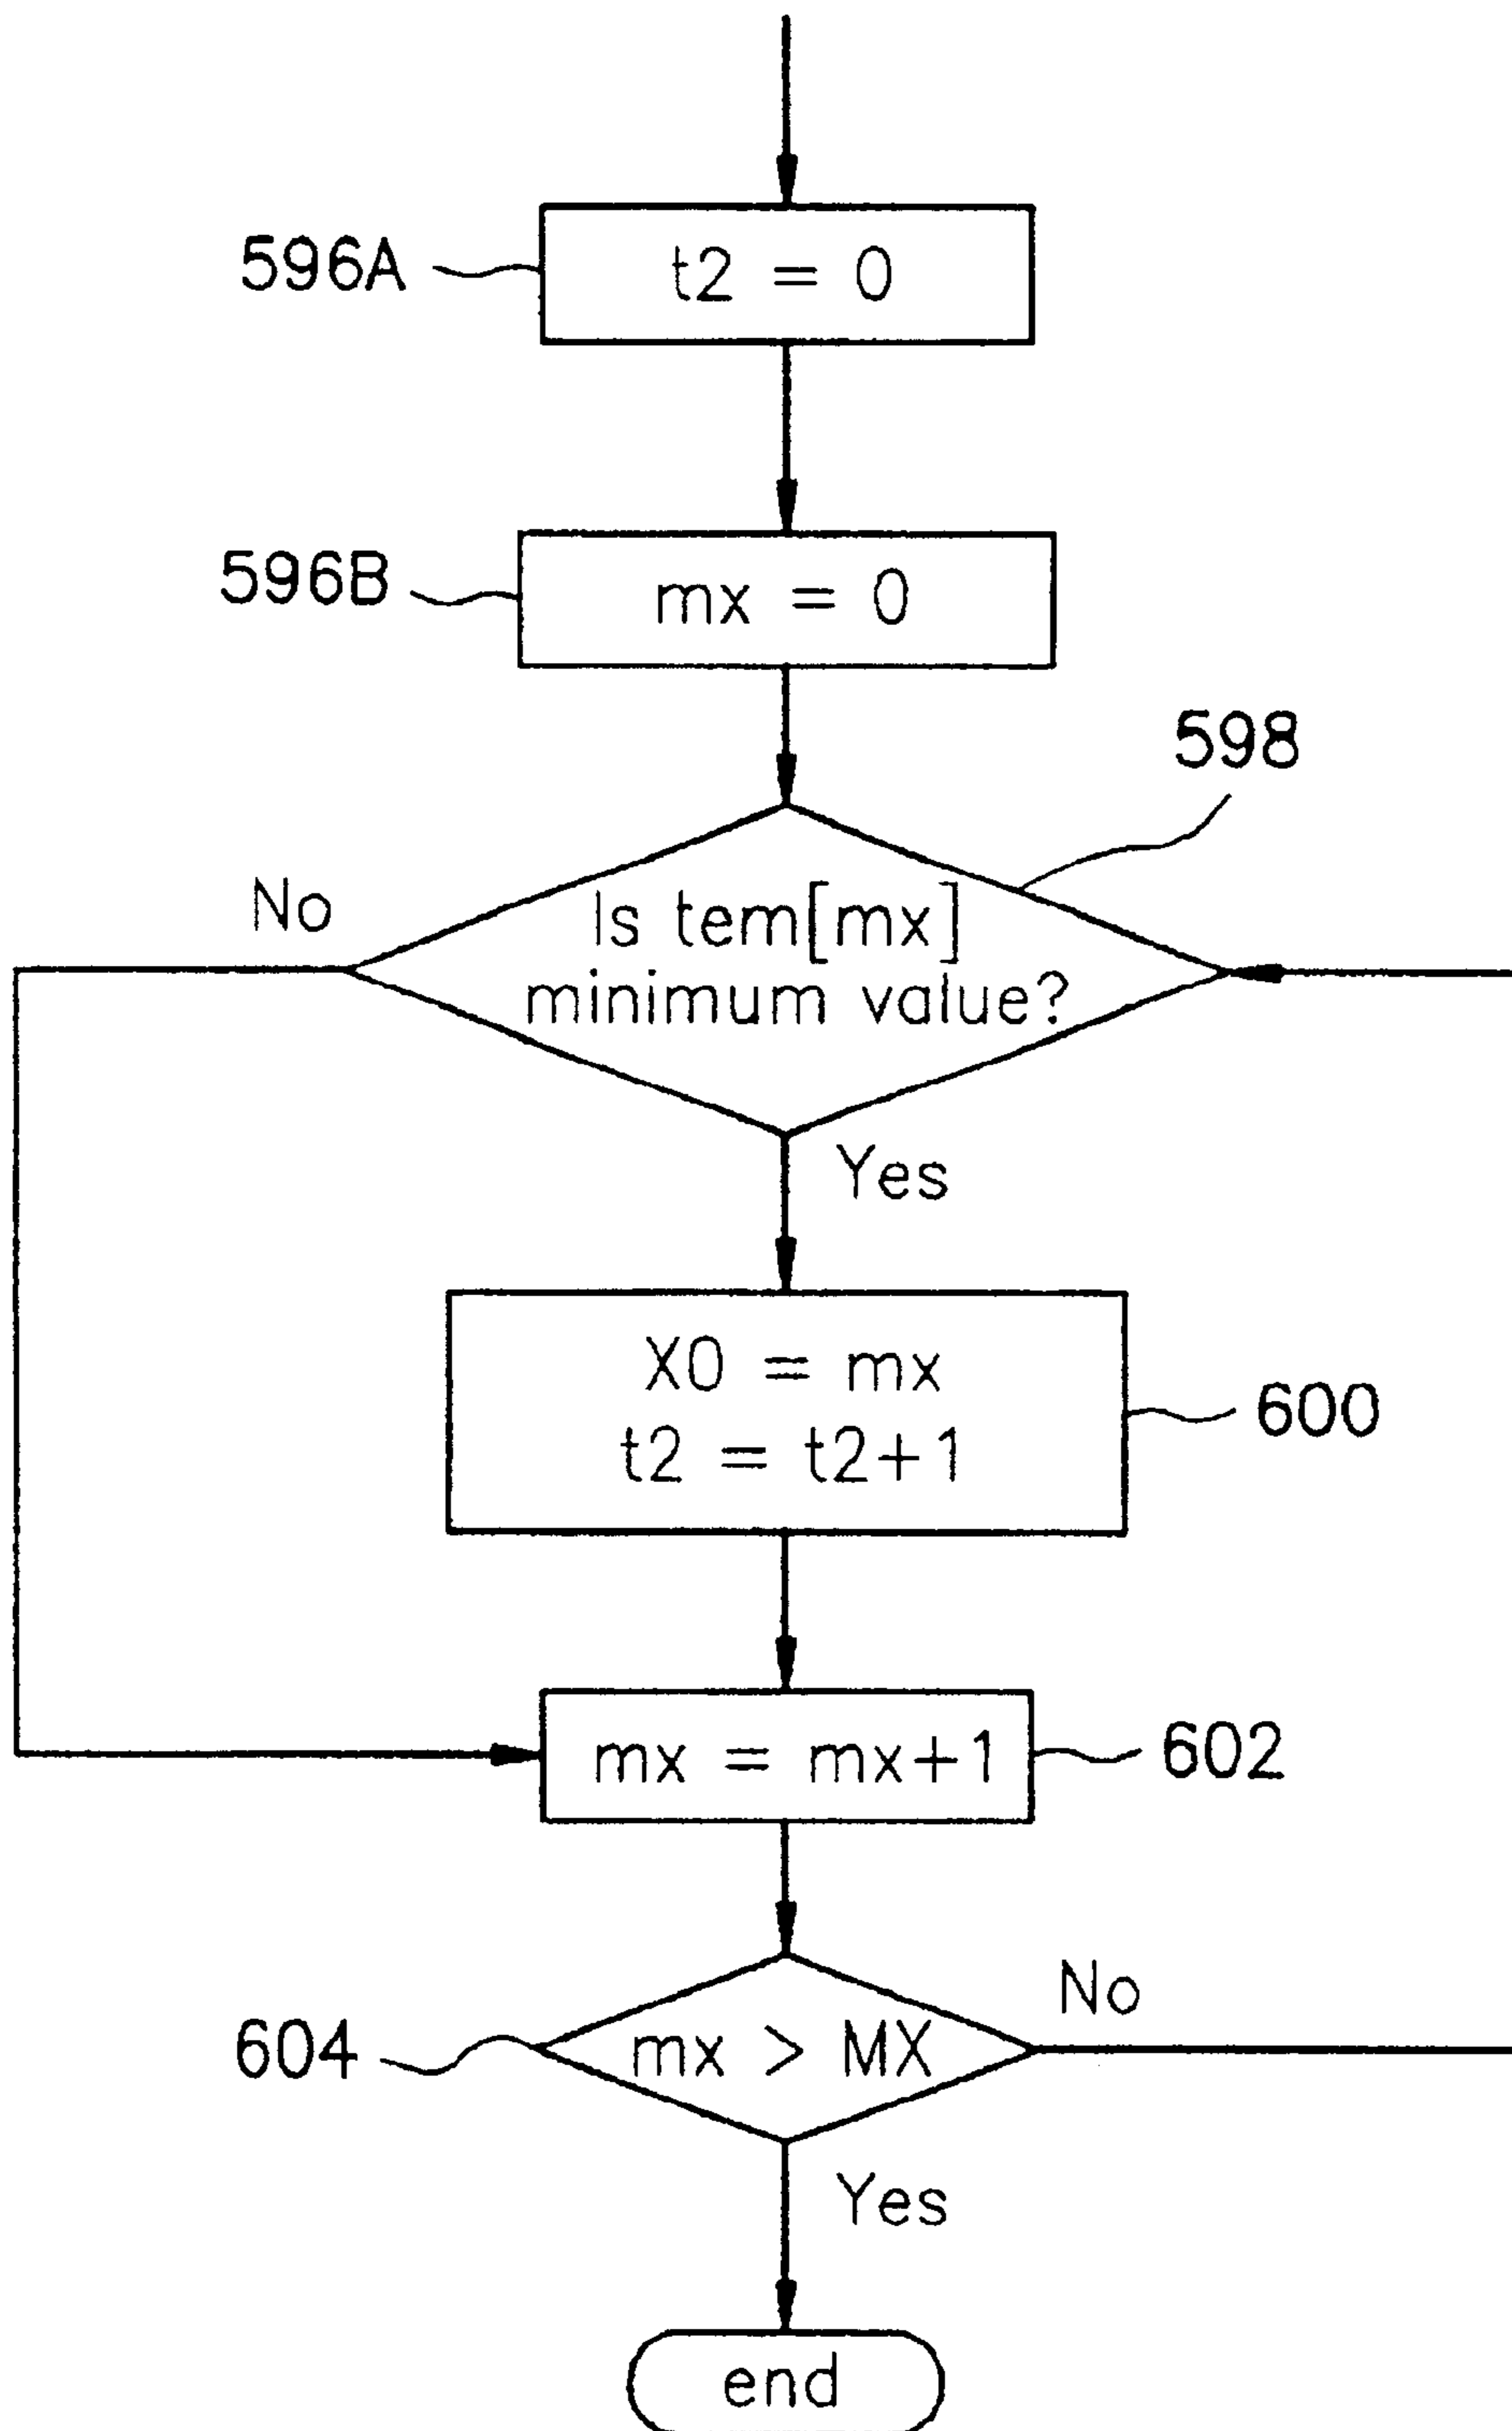 596A
t2 = 0
596B
mx = 0
598
No
Is tem[mx]
minimum value?
Yes
X0 = mx
t2 = t2+1
600
mx = mx+1
602
604
mx > MX
No
Yes
end